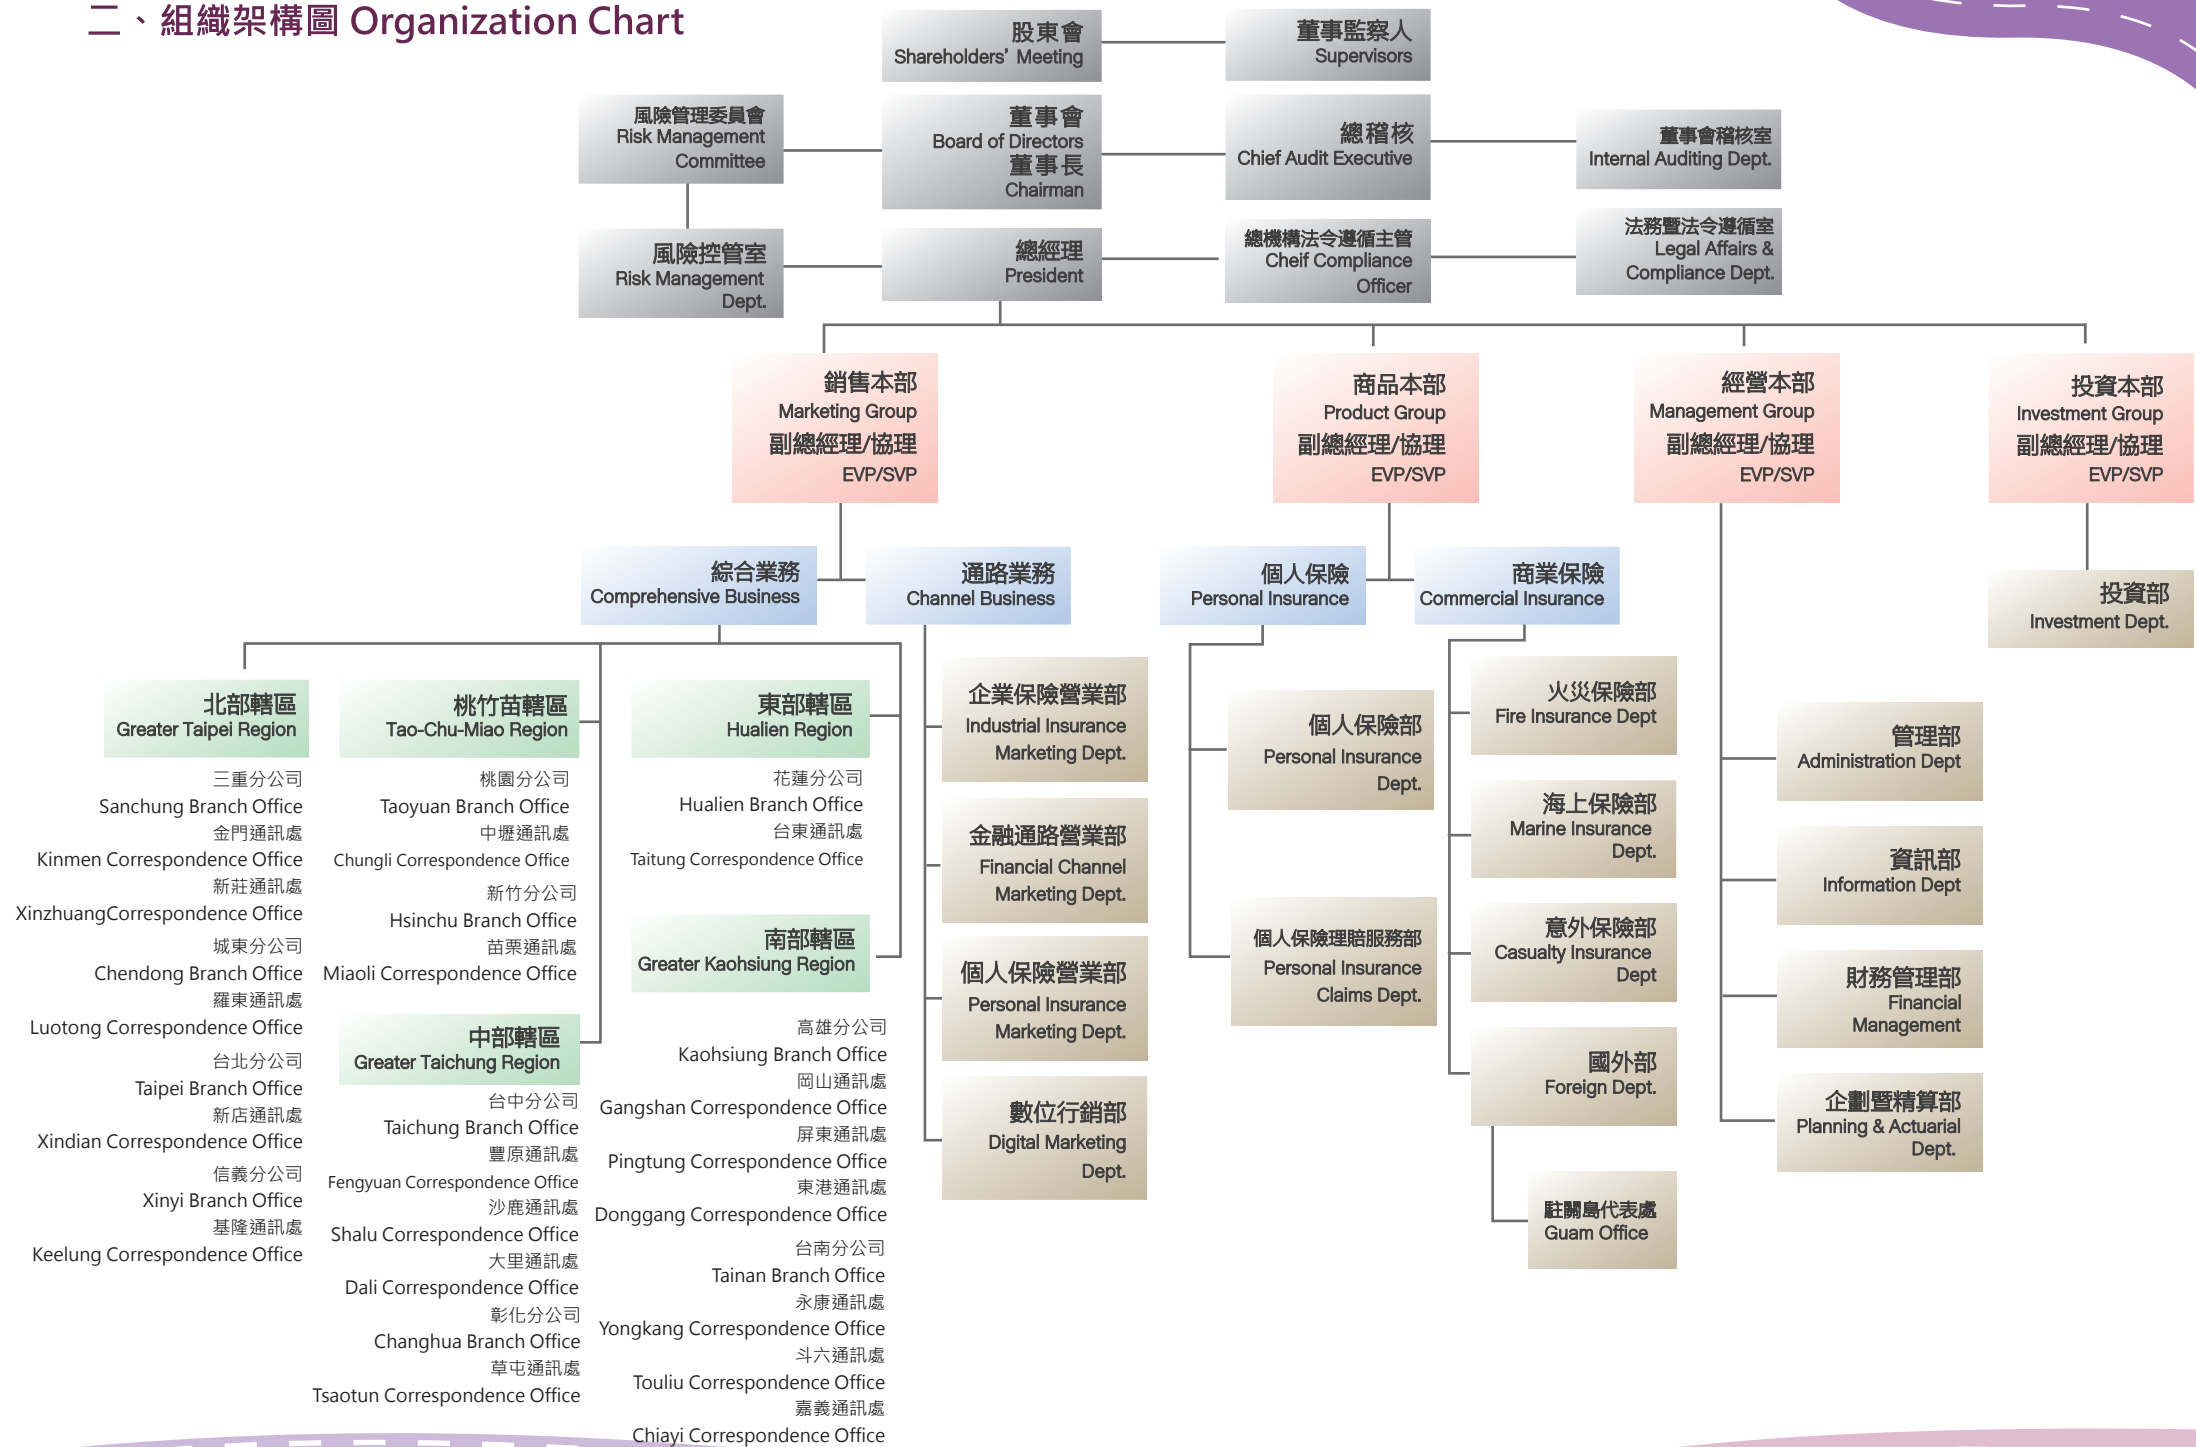 二、組織架構圖 Organization Chart
股東會
Shareholders’ Meeting
董事監察人
Supervisors
風險管理委員會
Risk Management
Committee
董事會
Board of Directors
董事長
Chairman
總稽核
Chief Audit Executive
董事會稽核室
Internal Auditing Dept.
風險控管室
Risk Management
Dept.
總經理
President
總機構法令遵循主管
Cheif Compliance
Officer
法務暨法令遵循室
Legal Affairs &
Compliance Dept.
銷售本部
Marketing Group
副總經理/協理
EVP/SVP
商品本部
Product Group
副總經理/協理
EVP/SVP
經營本部
Management Group
副總經理/協理
EVP/SVP
投資本部
Investment Group
副總經理/協理
EVP/SVP
綜合業務
Comprehensive Business
通路業務
Channel Business
個人保險
Personal Insurance
商業保險
Commercial Insurance
投資部
Investment Dept.
北部轄區
Greater Taipei Region
三重分公司
Sanchung Branch Office
金門通訊處
Kinmen Correspondence Office
新莊通訊處
XinzhuangCorrespondence Office
城東分公司
Chendong Branch Office
羅東通訊處
Luotong Correspondence Office
台北分公司
Taipei Branch Office
新店通訊處
Xindian Correspondence Office
信義分公司
Xinyi Branch Office
基隆通訊處
Keelung Correspondence Office
桃竹苗轄區
Tao-Chu-Miao Region
桃園分公司
Taoyuan Branch Office
中壢通訊處
Chungli Correspondence Office
新竹分公司
Hsinchu Branch Office
苗栗通訊處
Miaoli Correspondence Office
中部轄區
Greater Taichung Region
台中分公司
Taichung Branch Office
豐原通訊處
Fengyuan Correspondence Office
沙鹿通訊處
Shalu Correspondence Office
大里通訊處
Dali Correspondence Office
彰化分公司
Changhua Branch Office
草屯通訊處
Tsaotun Correspondence Office
東部轄區
Hualien Region
花蓮分公司
Hualien Branch Office
台東通訊處
Taitung Correspondence Office
南部轄區
Greater Kaohsiung Region
高雄分公司
Kaohsiung Branch Office
岡山通訊處
Gangshan Correspondence Office
屏東通訊處
Pingtung Correspondence Office
東港通訊處
Donggang Correspondence Office
台南分公司
Tainan Branch Office
永康通訊處
Yongkang Correspondence Office
斗六通訊處
Touliu Correspondence Office
嘉義通訊處
Chiayi Correspondence Office
企業保險營業部
Industrial Insurance
Marketing Dept.
金融通路營業部
Financial Channel
Marketing Dept.
個人保險營業部
Personal Insurance
Marketing Dept.
數位行銷部
Digital Marketing
Dept.
個人保險部
Personal Insurance
Dept.
個人保險理賠服務部
Personal Insurance
Claims Dept.
火災保險部
Fire Insurance Dept
海上保險部
Marine Insurance
Dept.
意外保險部
Casualty Insurance
Dept
國外部
Foreign Dept.
駐關島代表處
Guam Office
管理部
Administration Dept
資訊部
Information Dept
財務管理部
Financial
Management
企劃暨精算部
Planning & Actuarial
Dept.